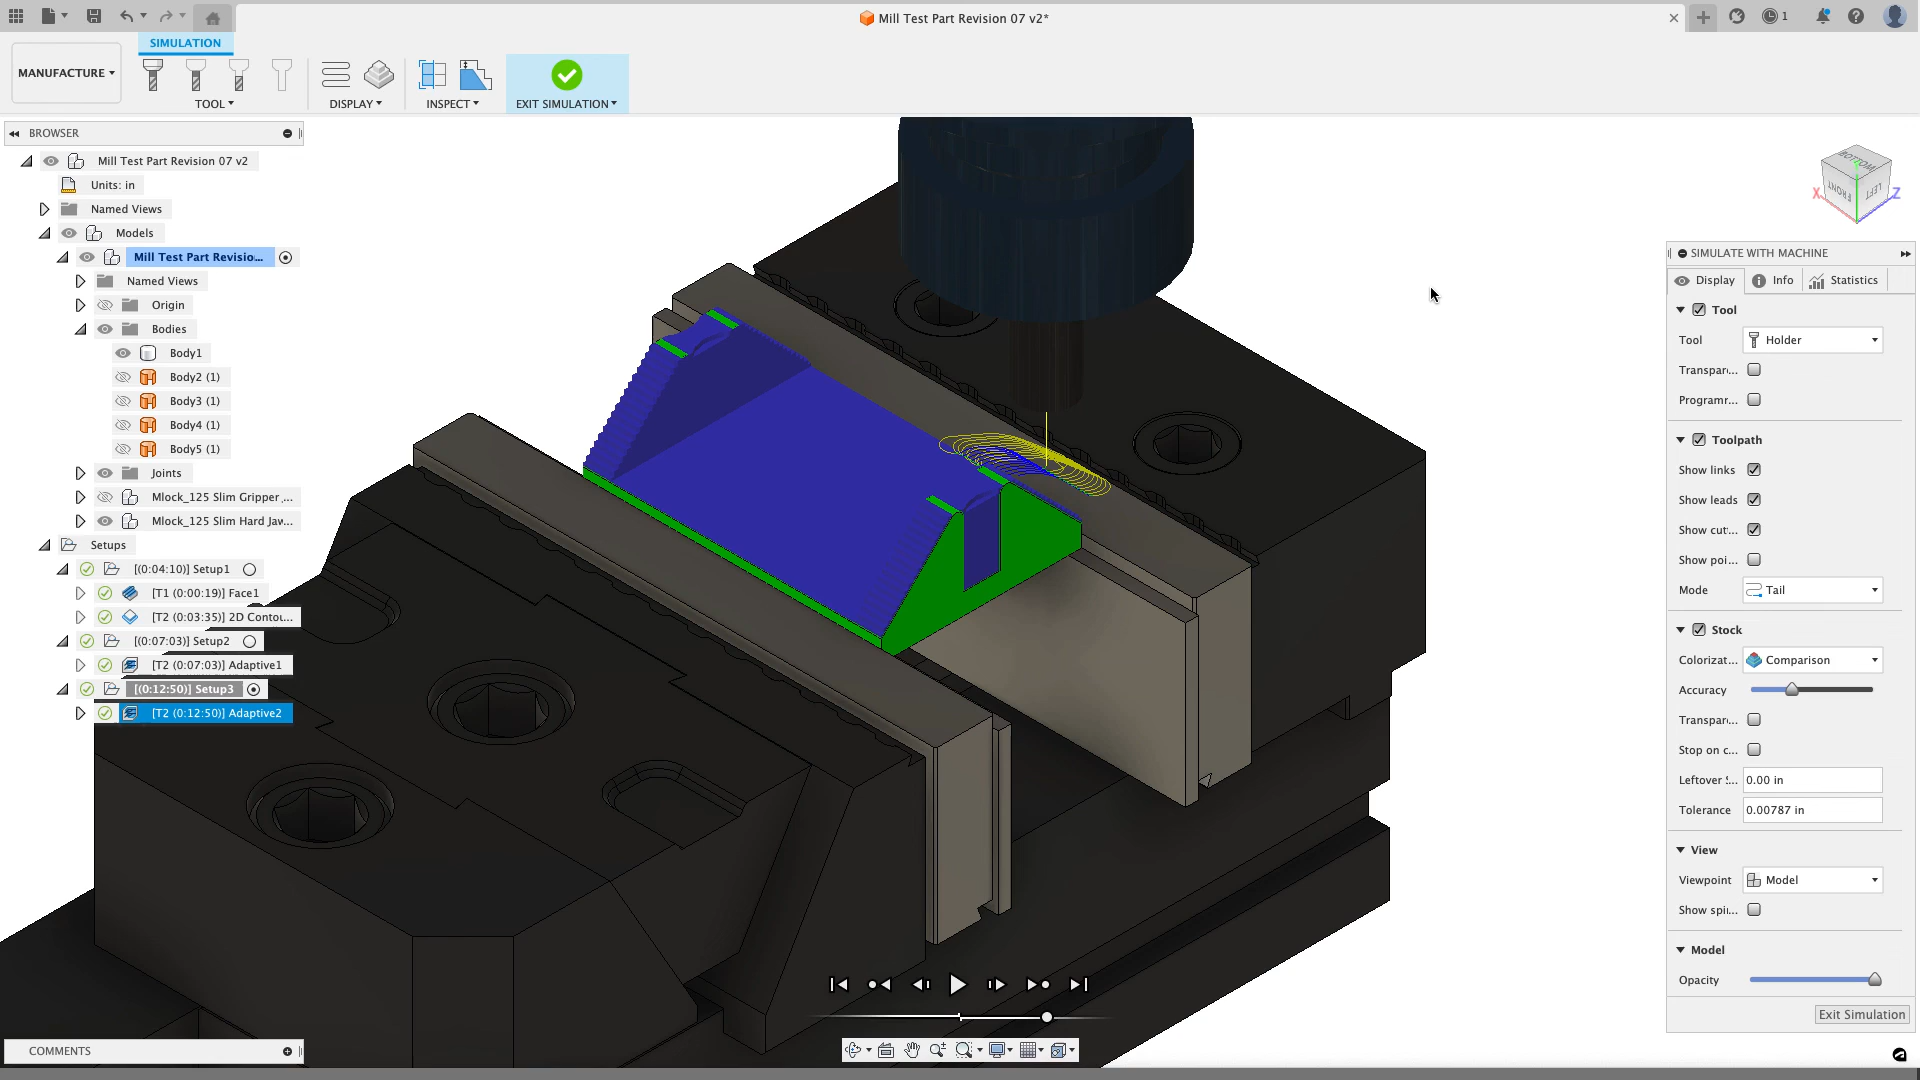 Mill Test Part Revision 07 v2*
1
MANUFACTURE
SIMULATION
TOOL
DISPLAY
INSPECT
EXIT SIMULATION
BROWSER
Mill Test Part Revision 07 v2
Units: in
Named Views
Models
Mill Test Part Revisio...
Named Views
Origin
Bodies
Body1
Body2 (1)
Body3 (1)
Body4 (1)
Body5 (1)
Joints
Mlock_125 Slim Gripper_...
Mlock_125 Slim Hard Jaw...
Setups
[(0:04:10)] Setup1
[T1 (0:00:19)] Face1
[T2 (0:03:35)] 2D Contou...
[(0:07:03)] Setup2
[T2 (0:07:03)] Adaptive1
[(0:12:50)] Setup3
[T2 (0:12:50)] Adaptive2
COMMENTS
BOTTOM
FRONT
LEFT
X
Z
SIMULATE WITH MACHINE
Display
Info
Statistics
Tool
Tool
Holder
Transpar...
Programr...
Toolpath
Show links
Show leads
Show cut...
Show poi...
Mode
Tail
Stock
Colorizat...
Comparison
Accuracy
Transpar...
Stop on c...
Leftover S...
0.00 in
Tolerance
0.00787 in
View
Viewpoint
Model
Show spi...
Model
Opacity
Exit Simulation